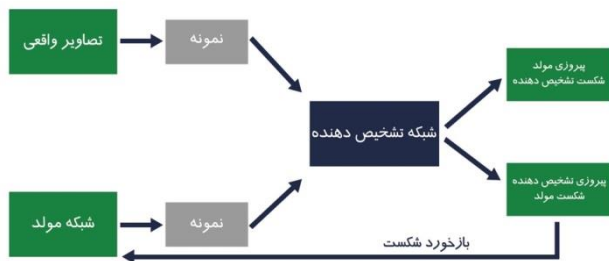 تصاویر واقعی
نمونه
پیروزی مولد
شکست تشخیص دهنده
شبکه تشخیص دهنده
پیروزی تشخیص دهنده
شکست مولد
شبکه مولد
نمونه
بازخورد شکست